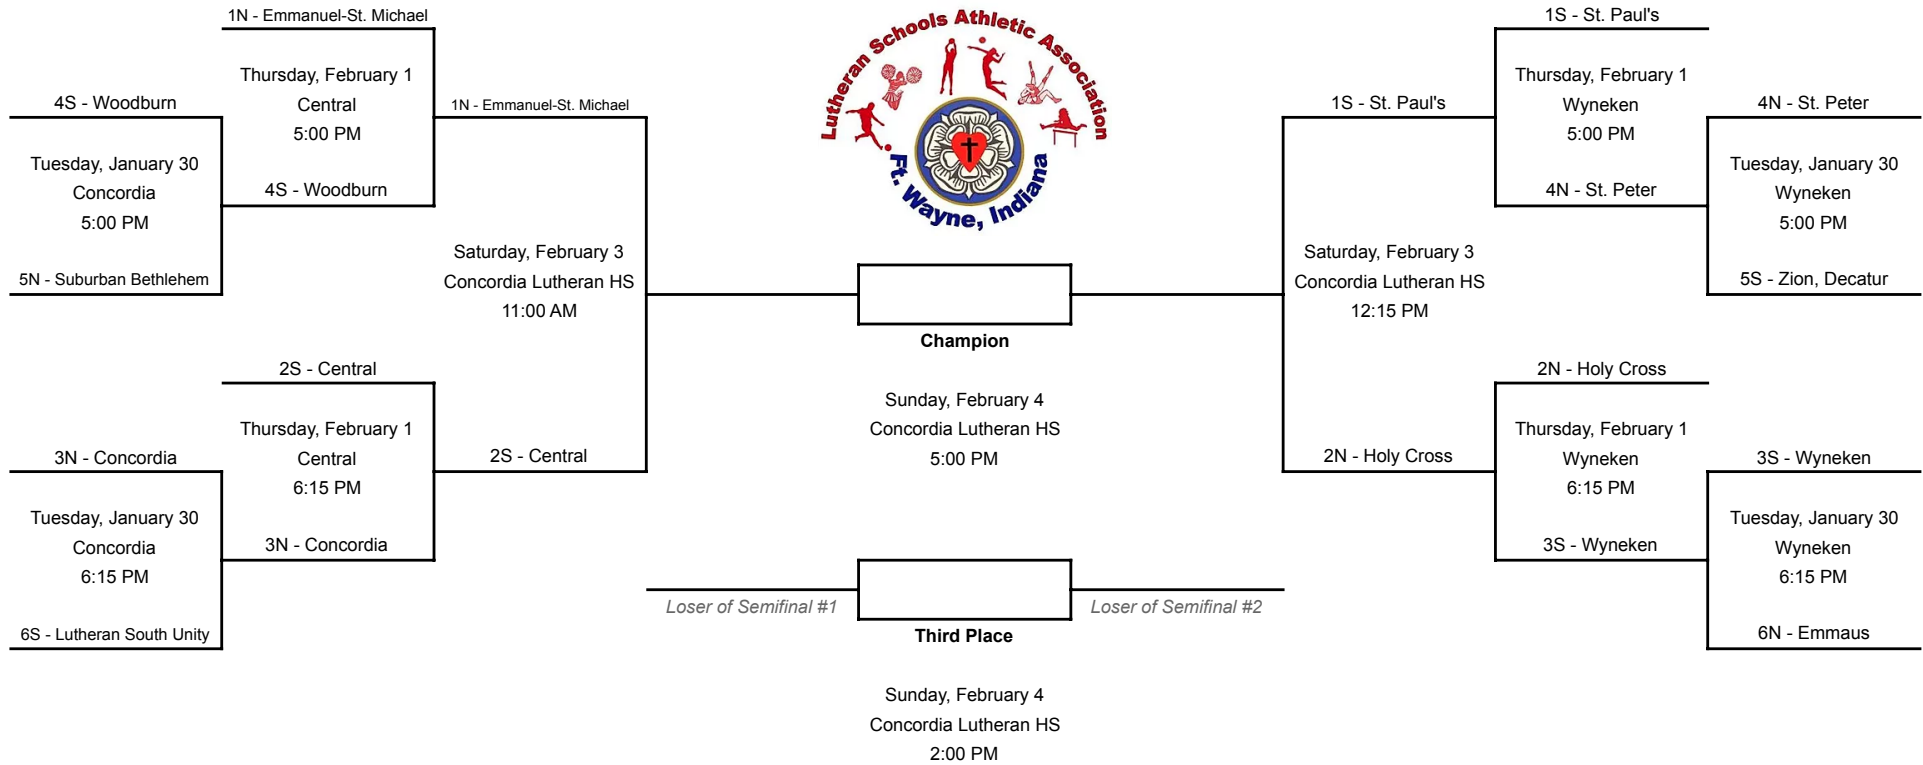 1N - Emmanuel-St. Michael
Thursday, February 1
Central
5:00 PM
4S - Woodburn
4S - Woodburn
Tuesday, January 30
Concordia
5:00 PM
5N - Suburban Bethlehem
1N - Emmanuel-St. Michael
Saturday, February 3
Concordia Lutheran HS
11:00 AM
2S - Central
Thursday, February 1
Central
6:15 PM
3N - Concordia
3N - Concordia
Tuesday, January 30
Concordia
6:15 PM
6S - Lutheran South Unity
2S - Central
Lutheran Schools Athletic Association
Ft. Wayne, Indiana
Champion
Sunday, February 4
Concordia Lutheran HS
5:00 PM
Loser of Semifinal #1
Loser of Semifinal #2
Third Place
Sunday, February 4
Concordia Lutheran HS
2:00 PM
1S - St. Paul's
1S - St. Paul's
Thursday, February 1
Wyneken
5:00 PM
4N - St. Peter
4N - St. Peter
Tuesday, January 30
Wyneken
5:00 PM
5S - Zion, Decatur
Saturday, February 3
Concordia Lutheran HS
12:15 PM
2N - Holy Cross
2N - Holy Cross
Thursday, February 1
Wyneken
6:15 PM
3S - Wyneken
3S - Wyneken
Tuesday, January 30
Wyneken
6:15 PM
6N - Emmaus